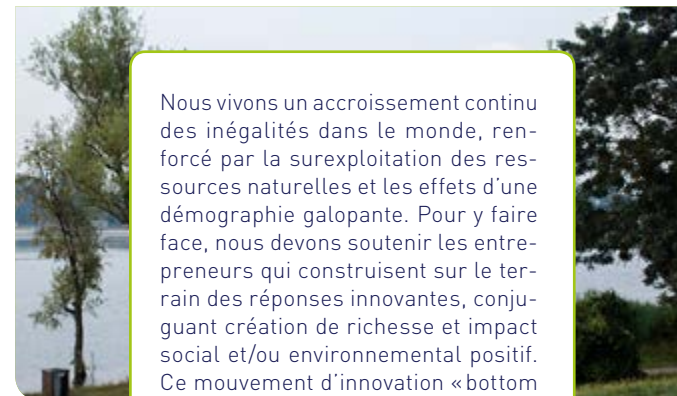 Nous vivons un accroissement continu
des inégalités dans le monde, ren-
forcé par la surexploitation des res-
sources naturelles et les effets d’une
démographie galopante. Pour y faire
face, nous devons soutenir les entre-
preneurs qui construisent sur le ter-
rain des réponses innovantes, conju-
guant création de richesse et impact
social et/ou environnemental positif.
Ce mouvement d’innovation «bottom